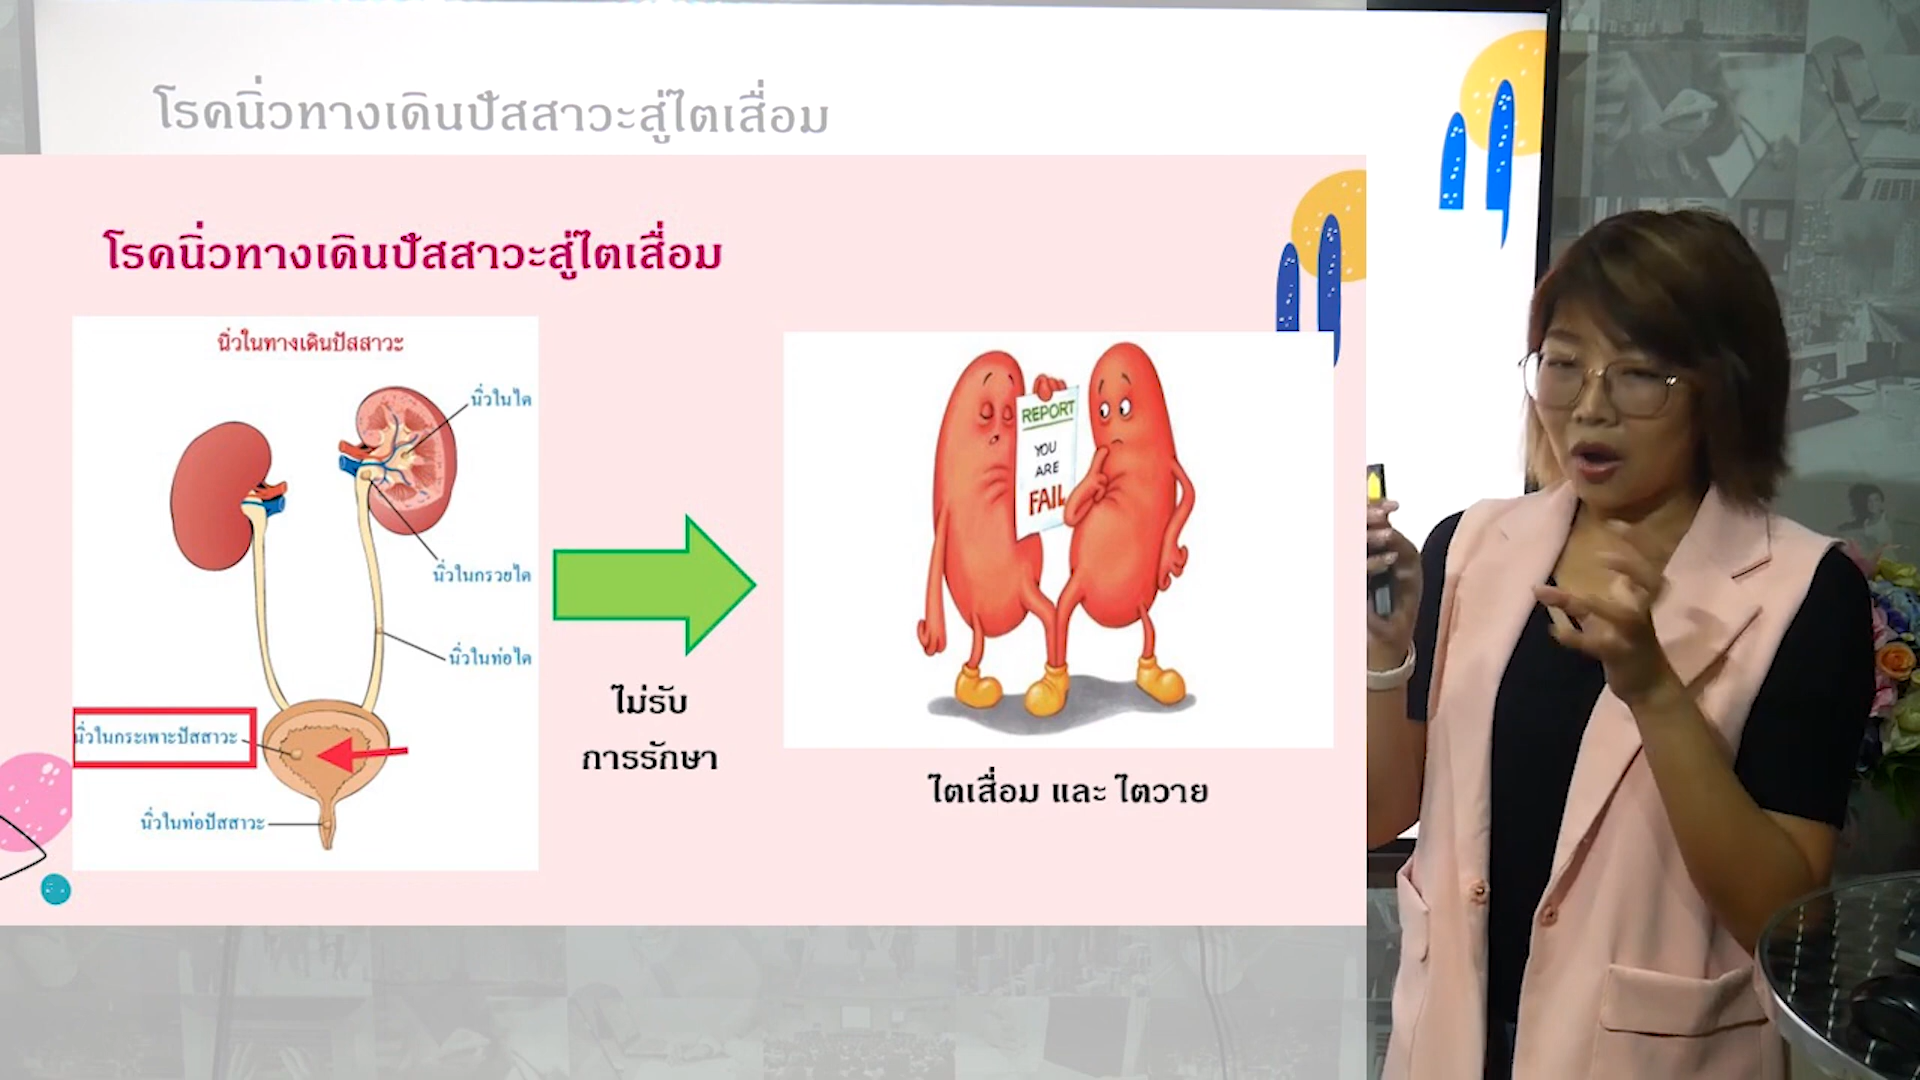 โรคนิ่วทางเดินปัสสาวะสู่ไตเสื่อม
โรคนิ่วทางเดินปัสสาวะสู่ไตเสื่อม
นิ่วในทางเดินปัสสาวะ
นิ่วในไต
นิ่วในกรวยไต
นิ่วในท่อไต
นิ่วในกระเพาะปัสสาวะ
นิ่วในท่อปัสสาวะ
ไม่รับ
การรักษา
REPORT
YOU
ARE
FAIL
ไตเสื่อม และ ไตวาย